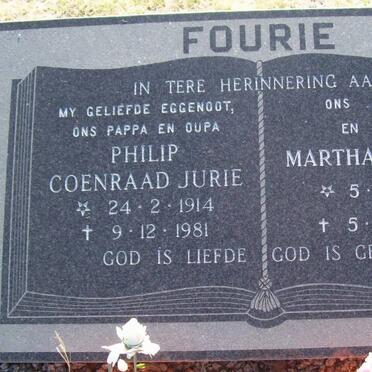 FOURIE
IN TERE HERINNERING AA
MY GELIEFDE EGGENOOT,
ONS PAPPA EN OUPA
PHILIP
COENRAAD JURIE
☆ 24·2·1914
† 9·12·1981
GOD IS LIEFDE
ONS
EN
MARTHA
☆ 5·
† 5·
GOD IS GE